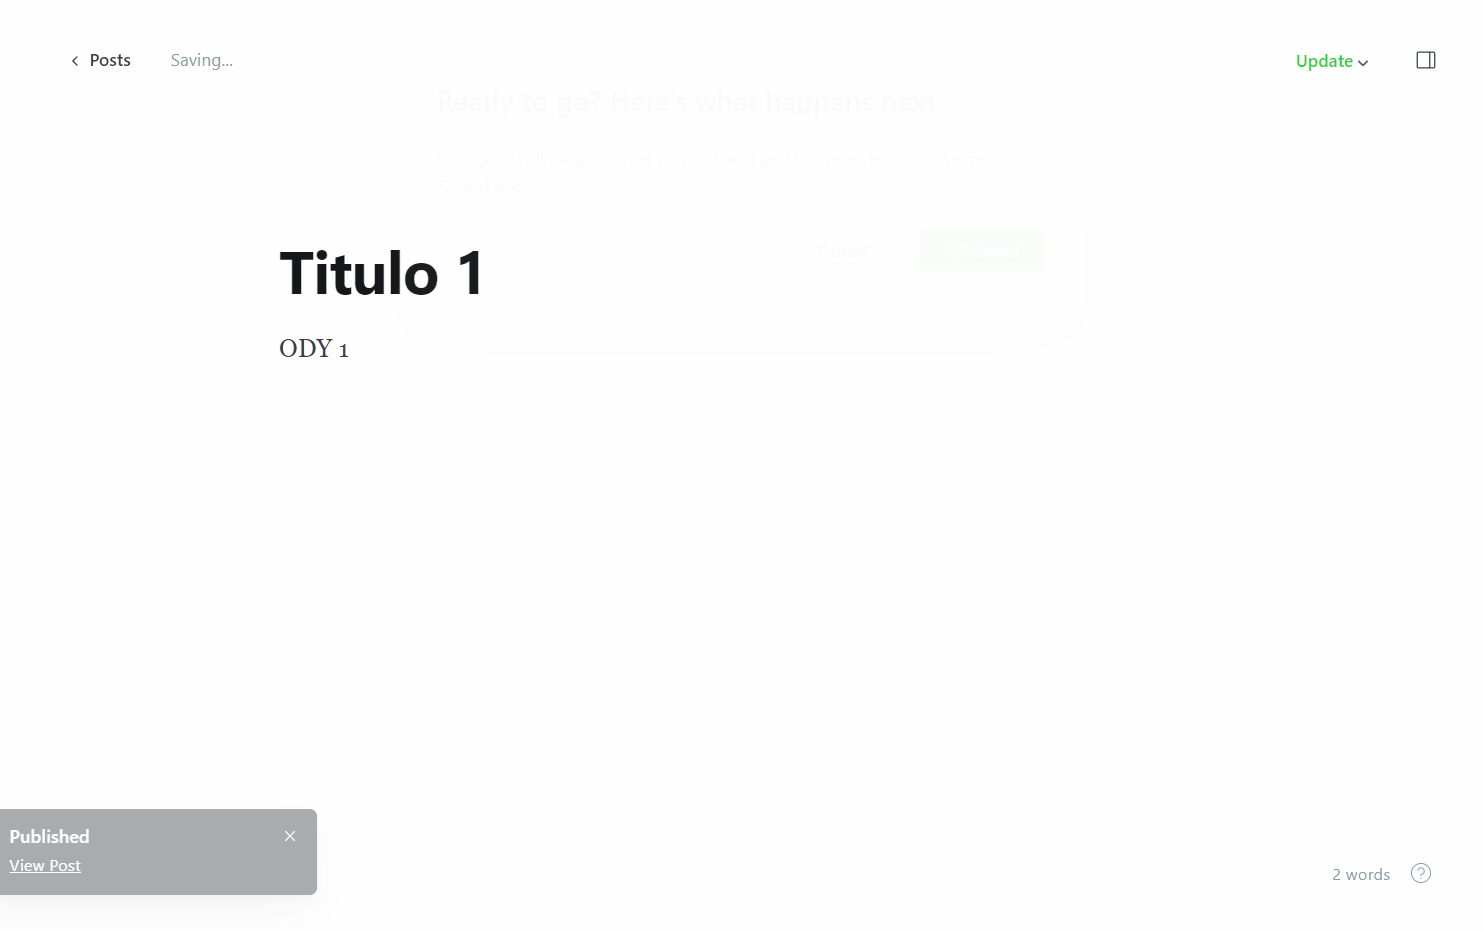 Posts
Saving...
Update
Ready to go? Here's what happens next
Your post will be published immediately and won't be sent as an email,
sound good?
Cancel
Saved
Titulo 1
ODY 1
Published
View Post
2 words